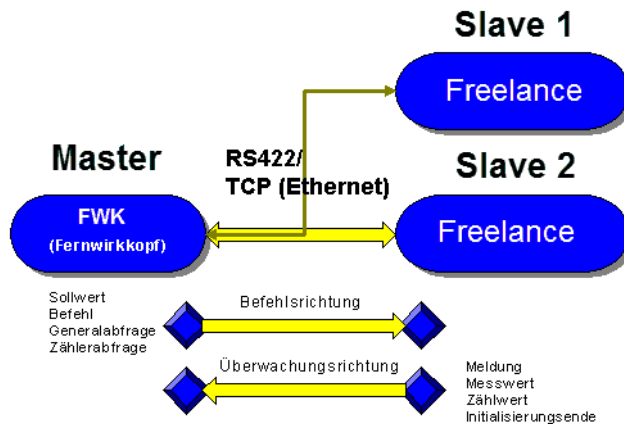 Slave 1
Freelance
Master
RS422/
TCP (Ethernet)
Slave 2
FWK
(Fernwirkkopf)
Freelance
Sollwert
Befehl
Generalabfrage
Zählerabfrage
Befehlsrichtung
Überwachungsrichtung
Meldung
Messwert
Zählwert
Initialisierungsende